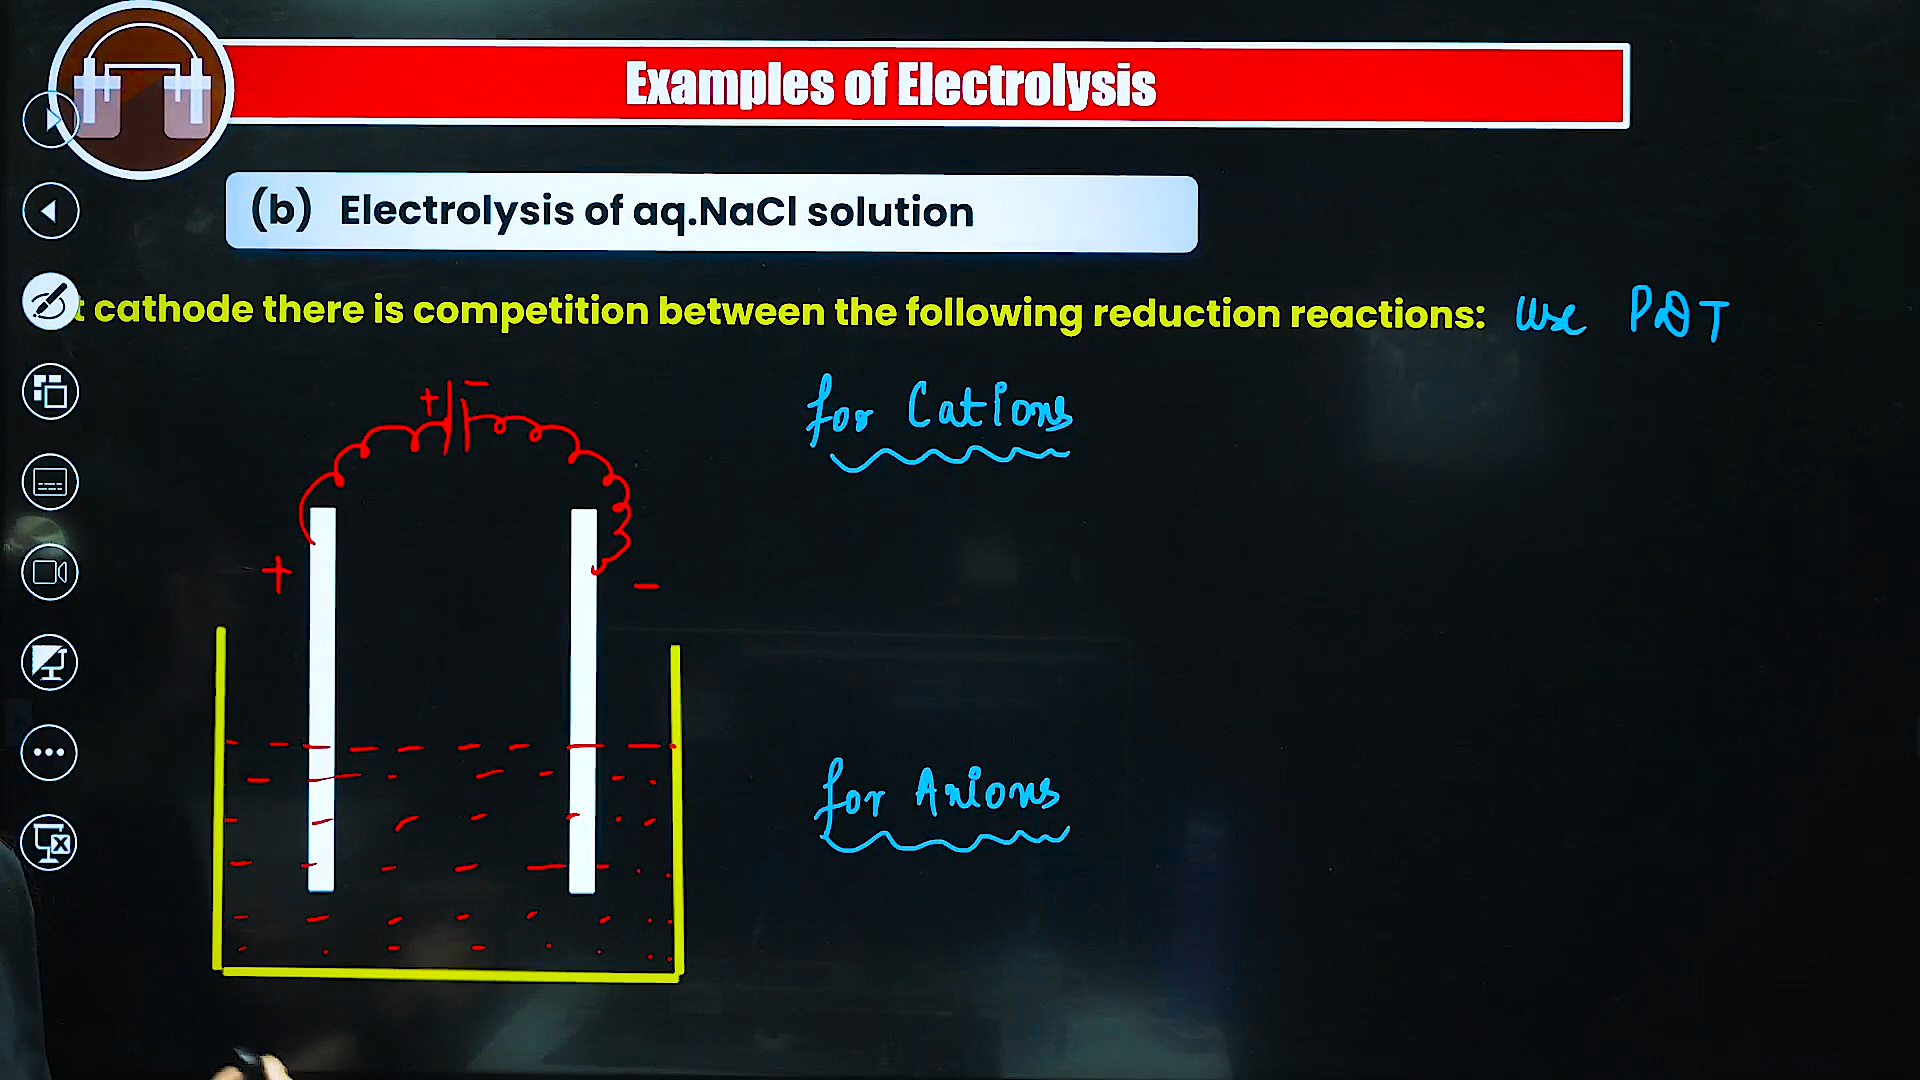 Examples of Electrolysis
(b) Electrolysis of aq.NaCl solution
t cathode there is competition between the following reduction reactions: Use PDT
+ -
for Cations
+ -
for Anions